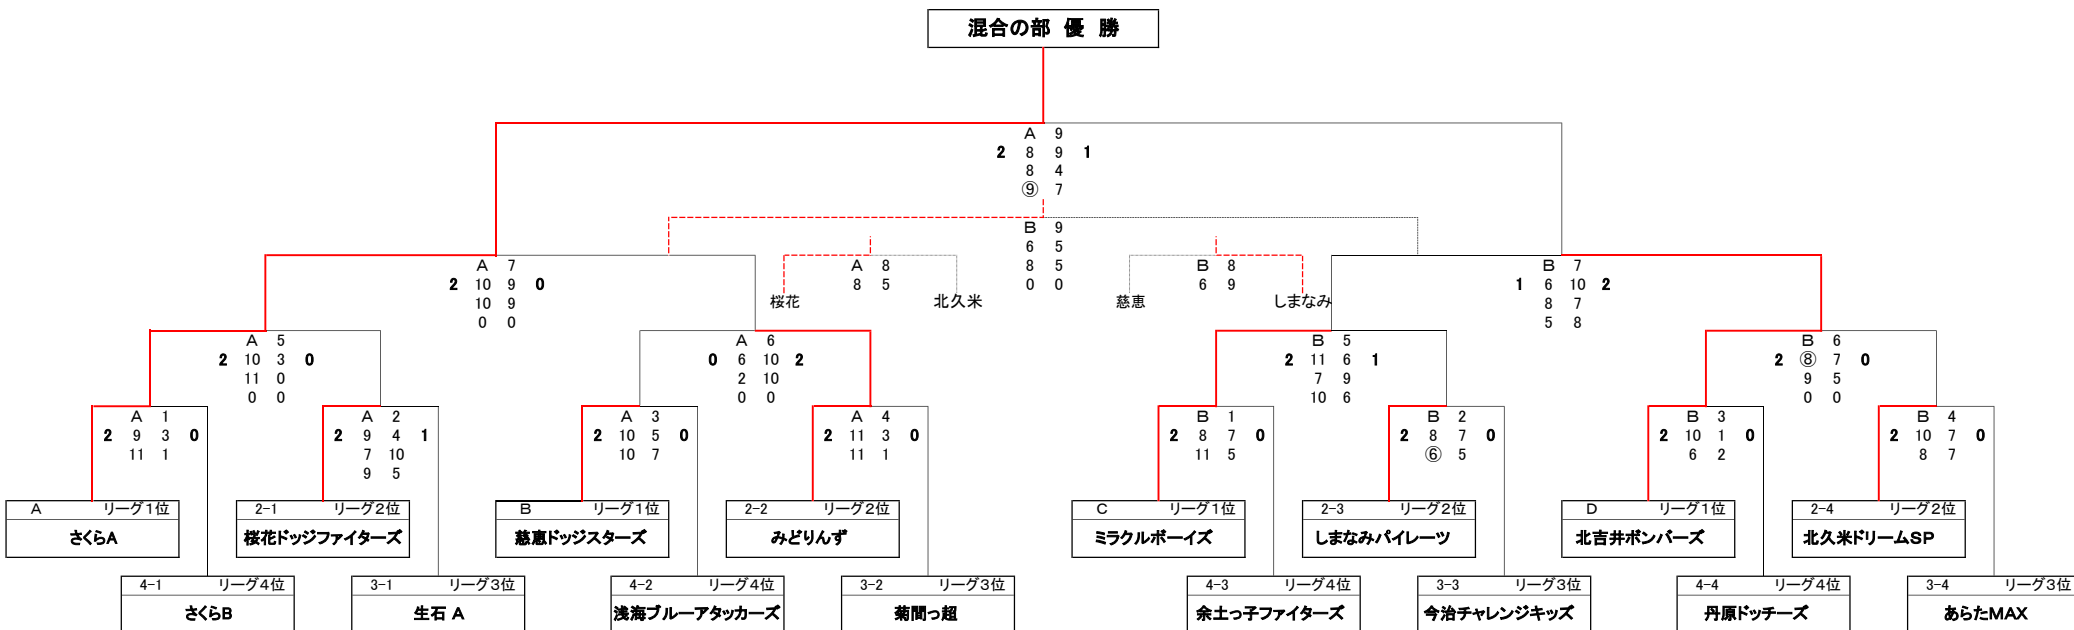 混合の部 優 勝
A 9
2 8 9 1
8 4
⑨ 7
B 9
6 5
8 5
0 0
A 7
2 10 9 0
10 9
0 0
A 8
8 5
桜花 北久米
B 8
6 9
慈恵 しまなみ
B 7
1 6 10 2
8 7
5 8
A 5
2 10 3 0
11 0
0 0
A 6
0 6 10 2
2 10
0 0
B 5
2 11 6 1
7 9
10 6
B 6
2 ⑧ 7 0
9 5
0 0
A 1
2 9 3 0
11 1
A 2
2 9 4 1
7 10
9 5
A 3
2 10 5 0
10 7
A 4
2 11 3 0
11 1
B 1
2 8 7 0
11 5
B 2
2 8 7 0
⑥ 5
B 3
2 10 1 0
6 2
B 4
2 10 7 0
8 7
A リーグ1位
さくらA
2-1 リーグ2位
桜花ドッジファイターズ
B リーグ1位
慈恵ドッジスターズ
2-2 リーグ2位
みどりんず
C リーグ1位
ミラクルボーイズ
2-3 リーグ2位
しまなみパイレーツ
D リーグ1位
北吉井ボンバーズ
2-4 リーグ2位
北久米ドリームSP
4-1 リーグ4位
さくらB
3-1 リーグ3位
生石 A
4-2 リーグ4位
浅海ブルーアタッカーズ
3-2 リーグ3位
菊間っ超
4-3 リーグ4位
余土っ子ファイターズ
3-3 リーグ3位
今治チャレンジキッズ
4-4 リーグ4位
丹原ドッチーズ
3-4 リーグ3位
あらたMAX